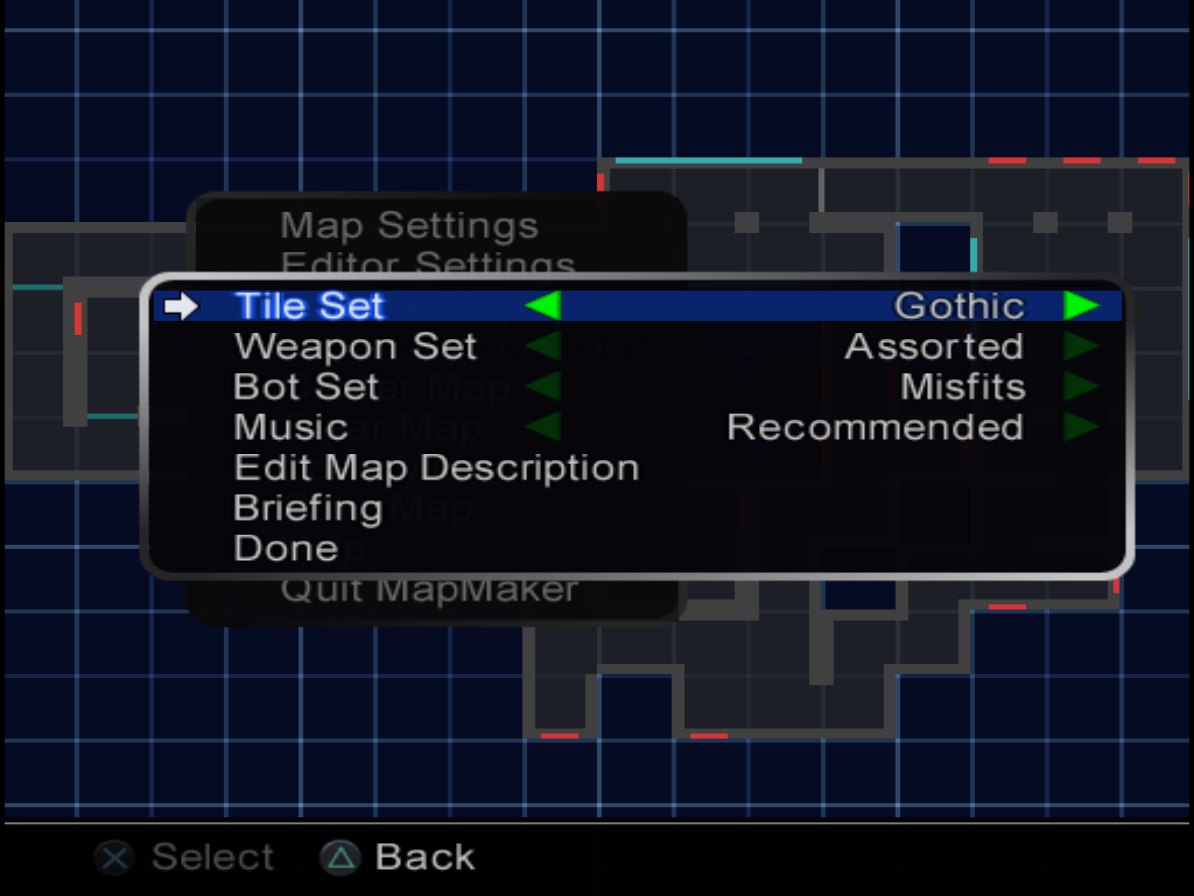 Map Settings
Editor Settings
Tile Set Gothic
Weapon Set Assorted
Bot Set Misfits
Music Recommended
Edit Map Description
Briefing
Done
Quit MapMaker
Select Back